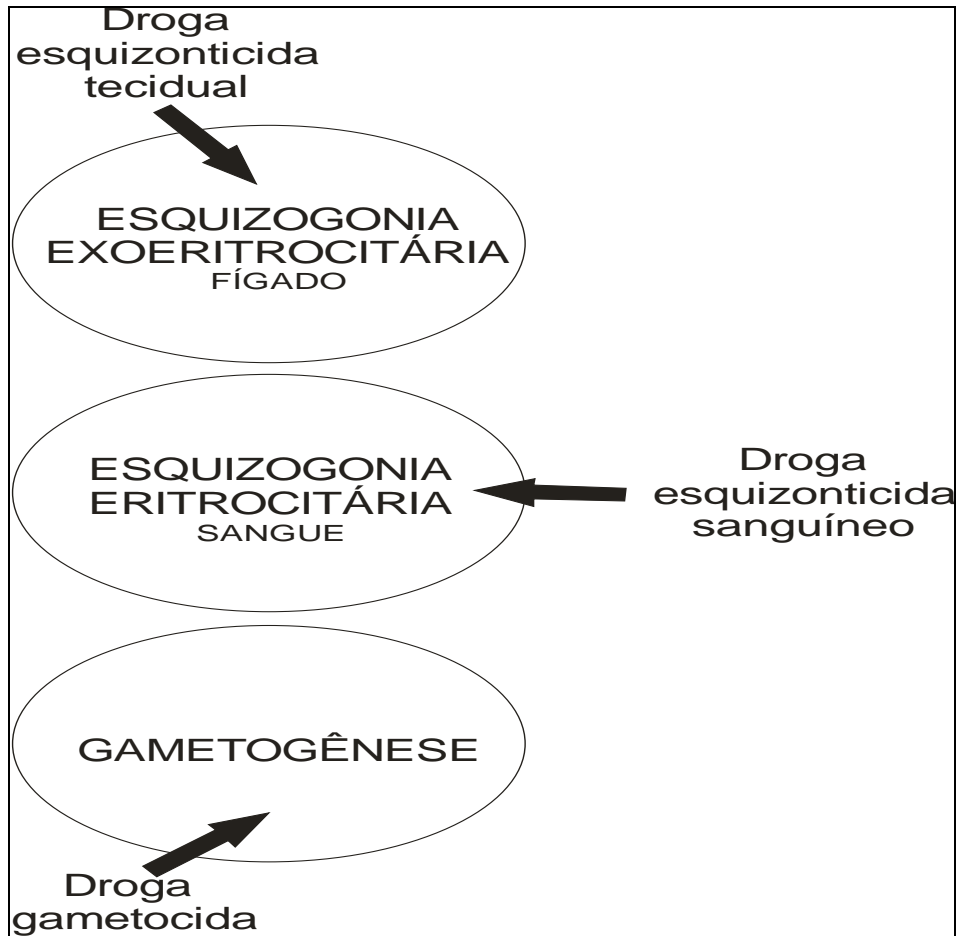 Droga
esquizonticida
tecidual
ESQUIZOGONIA
EXOERITROCITÁRIA
FÍGADO
ESQUIZOGONIA
ERITROCITÁRIA
SANGUE
Droga
esquizonticida
sanguíneo
GAMETOGÊNESE
Droga
gametocida